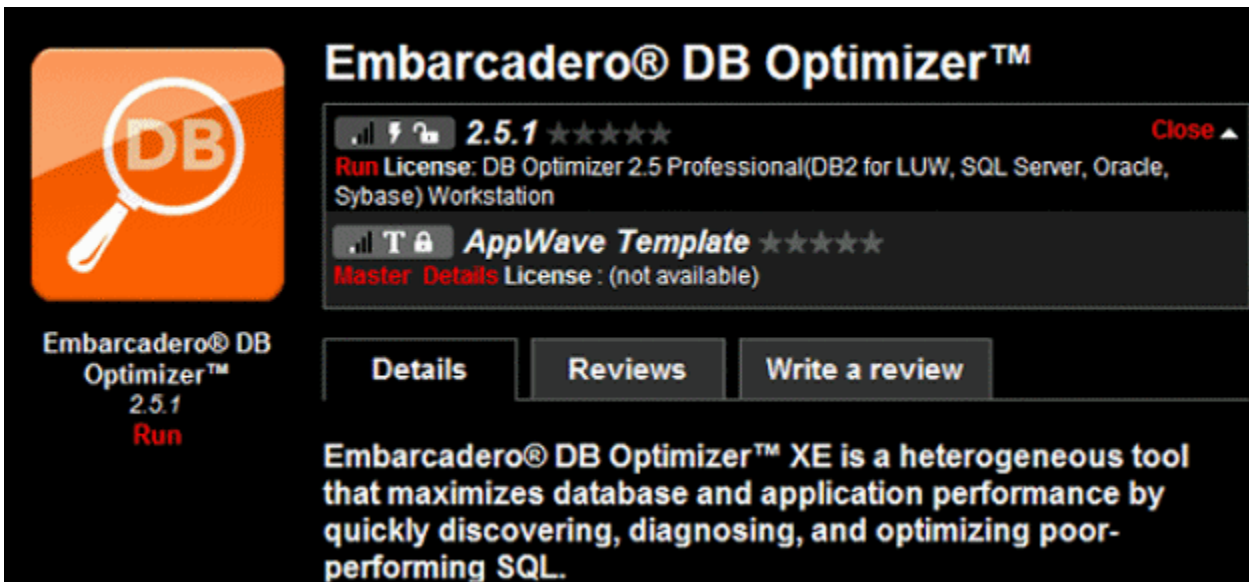 DB
Embarcadero® DB
Optimizer™
2.5.1
Run
Embarcadero® DB Optimizer™
2.5.1
Close
Run License: DB Optimizer 2.5 Professional(DB2 for LUW, SQL Server, Oracle,
Sybase) Workstation
T AppWave Template
Master Details License : (not available)
Details
Reviews
Write a review
Embarcadero® DB Optimizer™ XE is a heterogeneous tool
that maximizes database and application performance by
quickly discovering, diagnosing, and optimizing poor-
performing SQL.